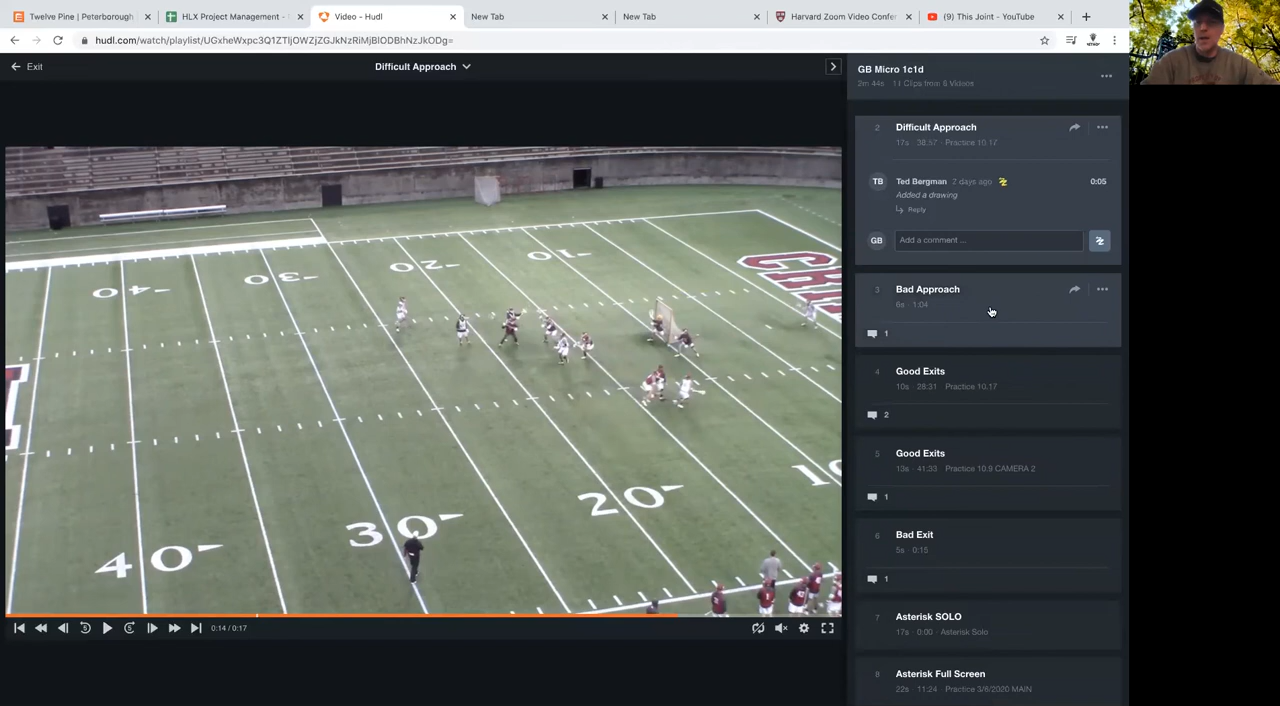 Twelve Pine | Peterborough
HLX Project Management -
Video - Hudl
New Tab
New Tab
Harvard Zoom Video Confer
(9) This Joint - YouTube
hudl.com/watch/playlist/UGxheWxpc3Q1ZTljOWZjZGJkNzRiMjBlODBhNzJkODg=
Exit
Difficult Approach
GB Micro 1c1d
2m 44s · 11 Clips from 6 Videos
2
Difficult Approach
17s · 38:57 · Practice 10.17
TB
Ted Bergman 7 days ago
0:05
Added a drawing
Reply
GB
Add a comment ...
3
Bad Approach
6s · 1:04
1
4
Good Exits
10s · 28:31 · Practice 10.17
2
5
Good Exits
13s · 41:33 · Practice 10.9 CAMERA 2
1
6
Bad Exit
5s · 0:15
1
7
Asterisk SOLO
17s · 0:00 · Asterisk Solo
8
Asterisk Full Screen
22s · 11:24 · Practice 3/6/2020 MAIN
40
30
20
10
40
30
20
0:14 / 0:17